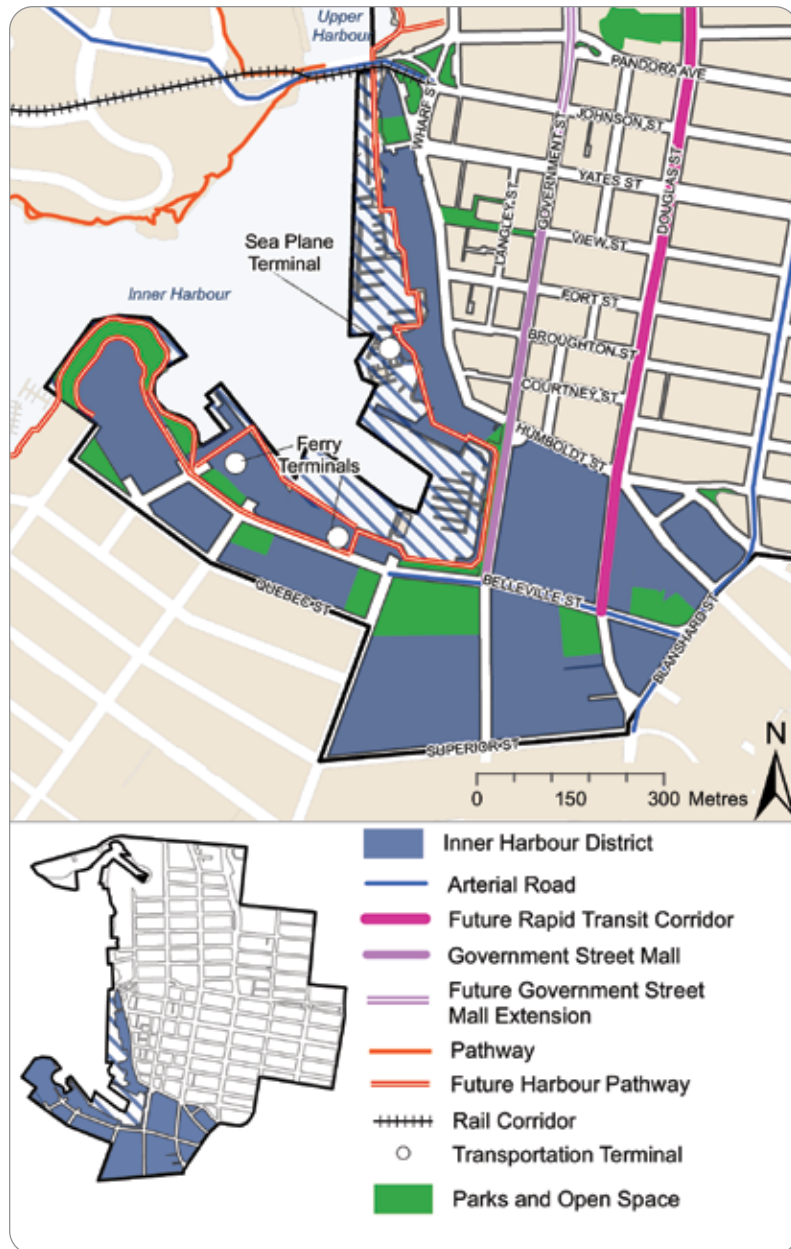 Upper
Harbour
PANDORA AVE
JOHNSON ST
WHARF ST
GOVERNMENT ST
DOUGLAS ST
YATES ST
LANGLEY ST
VIEW ST
Sea Plane
Terminal
Inner Harbour
FORT ST
BROUGHTON ST
COURTNEY ST
HUMBOLDT ST
Ferry
Terminals
BELLEVILLE ST
QUEBEC ST
BLANSHARD ST
SUPERIOR ST
N
0 150 300 Metres
Inner Harbour District
Arterial Road
Future Rapid Transit Corridor
Government Street Mall
Future Government Street
Mall Extension
Pathway
Future Harbour Pathway
Rail Corridor
Transportation Terminal
Parks and Open Space